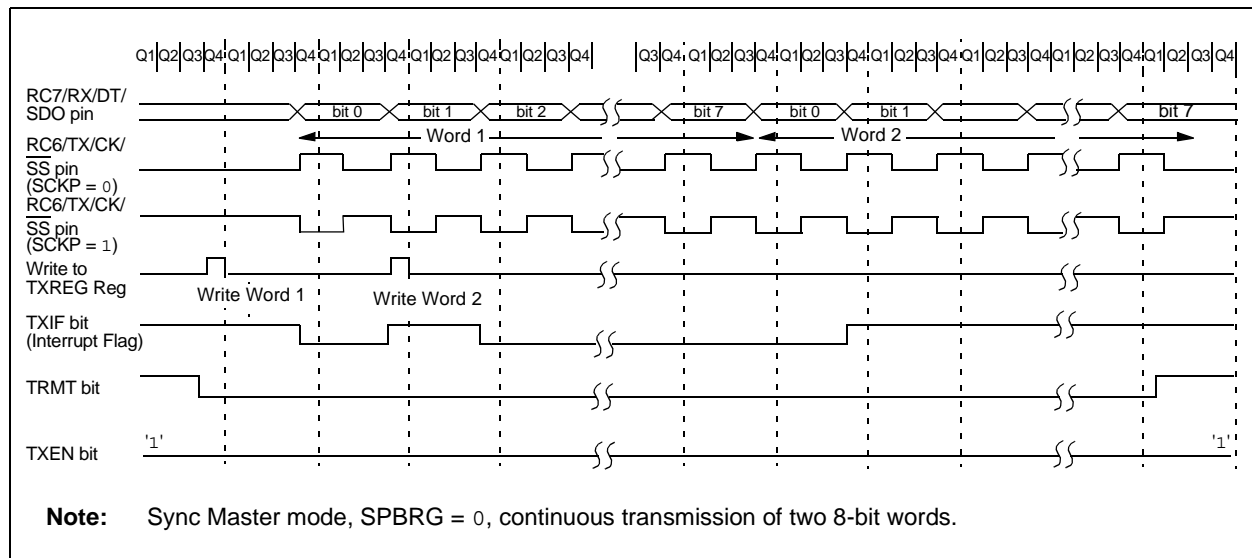 Q1 Q2 Q3 Q4 Q1 Q2 Q3 Q4 Q1 Q2 Q3 Q4 Q1 Q2 Q3 Q4 Q1 Q2 Q3 Q4 Q3 Q4 Q1 Q2 Q3 Q4 Q1 Q2 Q3 Q4 Q1 Q2 Q3 Q4 Q1 Q2 Q3 Q4 Q1 Q2 Q3 Q4 Q1 Q2 Q3 Q4
RC7/RX/DT/
SDO pin
bit 0 bit 1 bit 2 bit 7 bit 0 bit 1 bit 7
Word 1 Word 2
RC6/TX/CK/
SS pin
(SCKP = 0)
RC6/TX/CK/
SS pin
(SCKP = 1)
Write to
TXREG Reg
Write Word 1 Write Word 2
TXIF bit
(Interrupt Flag)
TRMT bit
'1' '1'
TXEN bit
Note: Sync Master mode, SPBRG = 0, continuous transmission of two 8-bit words.